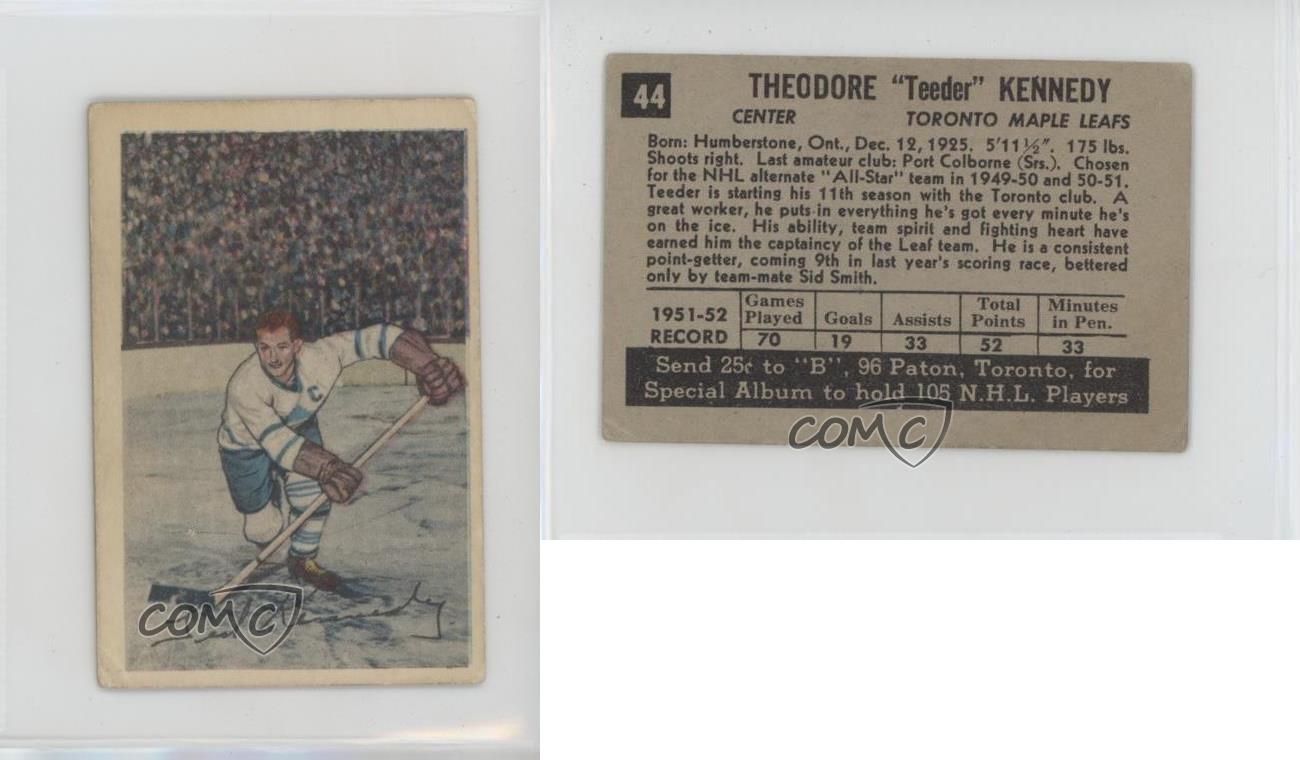 C
COMC
Kennedy
44
THEODORE "Teeder" KENNEDY
CENTER TORONTO MAPLE LEAFS
Born: Humberstone, Ont., Dec. 12, 1925. 5'11½". 175 lbs.
Shoots right. Last amateur club: Port Colborne (Srs.). Chosen
for the NHL alternate "All-Star" team in 1949-50 and 50-51.
Teeder is starting his 11th season with the Toronto club. A
great worker, he puts in everything he's got every minute he's
on the ice. His ability, team spirit and fighting heart have
earned him the captaincy of the Leaf team. He is a consistent
point-getter, coming 9th in last year's scoring race, bettered
only by team-mate Sid Smith.
1951-52 RECORD
Games Played Goals Assists Total Points Minutes in Pen.
70 19 33 52 33
Send 25¢ to "B", 96 Paton, Toronto, for
Special Album to hold 105 N.H.L. Players
COMC